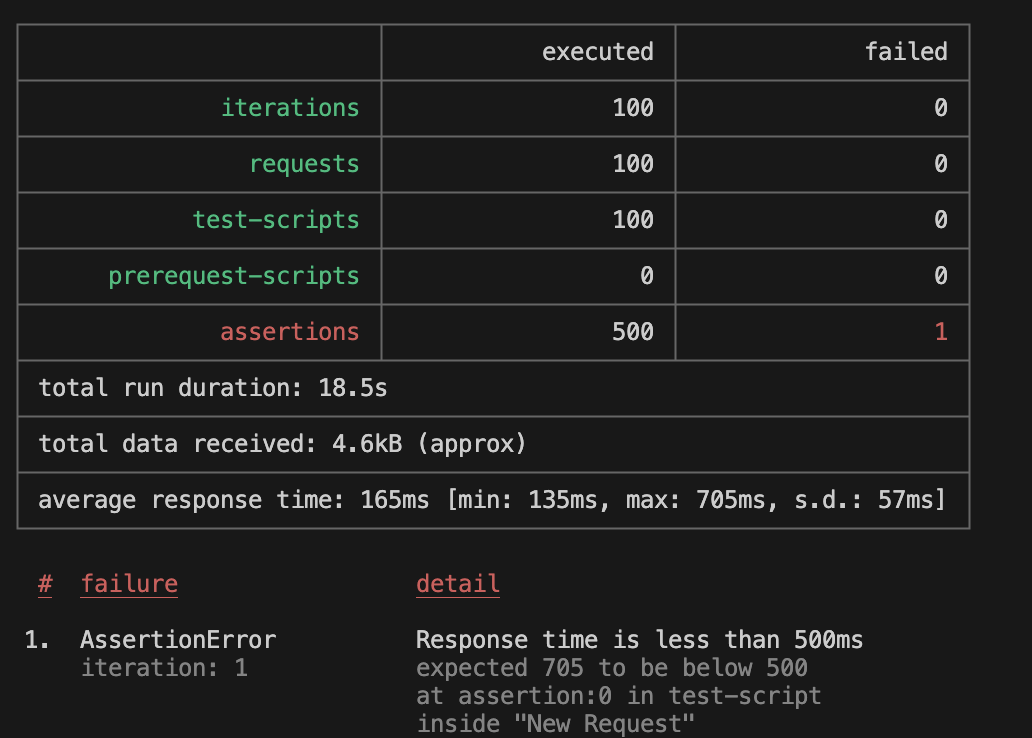 executed failed
iterations 100 0
requests 100 0
test-scripts 100 0
prerequest-scripts 0 0
assertions 500 1
total run duration: 18.5s
total data received: 4.6kB (approx)
average response time: 165ms [min: 135ms, max: 705ms, s.d.: 57ms]
# failure detail
1. AssertionError Response time is less than 500ms
iteration: 1 expected 705 to be below 500
at assertion:0 in test-script
inside "New Request"